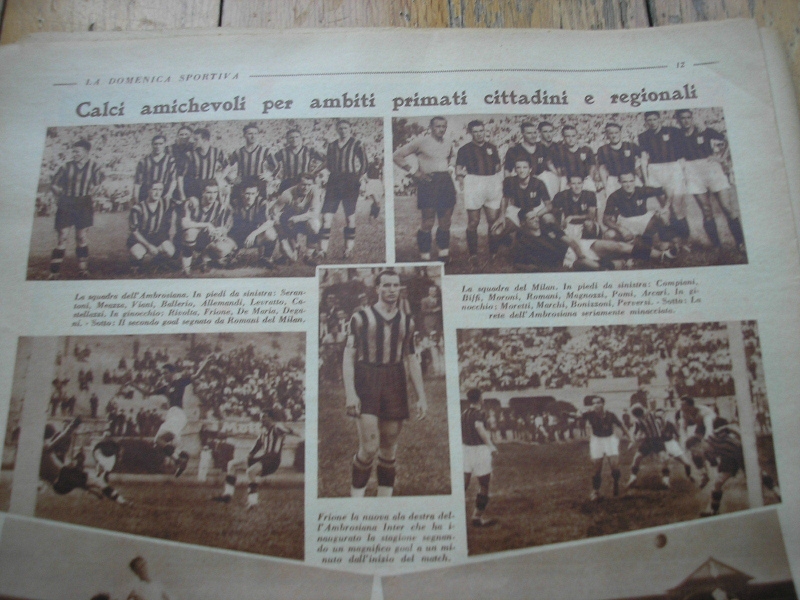 LA DOMENICA SPORTIVA
12
Calci amichevoli per ambiti primati cittadini e regionali
La squadra dell'Ambrosiana. In piedi da sinistra: Seran-
toni, Meazza, Viani, Ballerio, Allemandi, Levratto, Ca-
stellazzi. In ginocchio: Rivolta, Frione, De Maria, Degа-
ni. - Sotto: Il secondo goal segnato da Romani del Milan.
La squadra del Milan. In piedi da sinistra: Compiani,
Riffi, Moroni, Romani, Magnozzi, Pomi, Arcari. In gi-
nocchio: Moretti, Marchi, Bonizzoni, Perversi. - Sotto: La
rete dell'Ambrosiana seriamente minacciata.
Frione la nuova ala destra del-
l'Ambrosiana Inter che ha i-
naugurato la stagione segnan-
do un magnifico goal a un mi-
nuto dall'inizio del match.